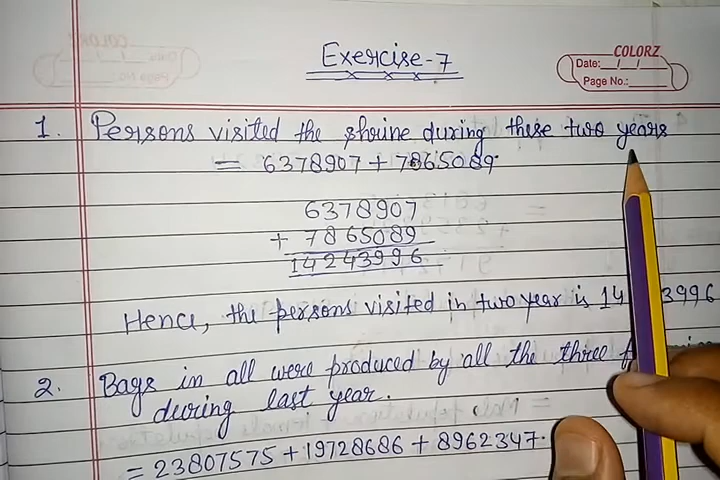 Exercise-7
COLORZ
Date: / /
Page No.:
1. Persons visited the shrine during these two years
= 6378907 + 7865089.
6378907
+ 7865089
14243996
Hence, the persons visited in two year is 14 3996
2. Bags in all were produced by all the three
during last year.
= 23807575 + 19728686 + 8962347.